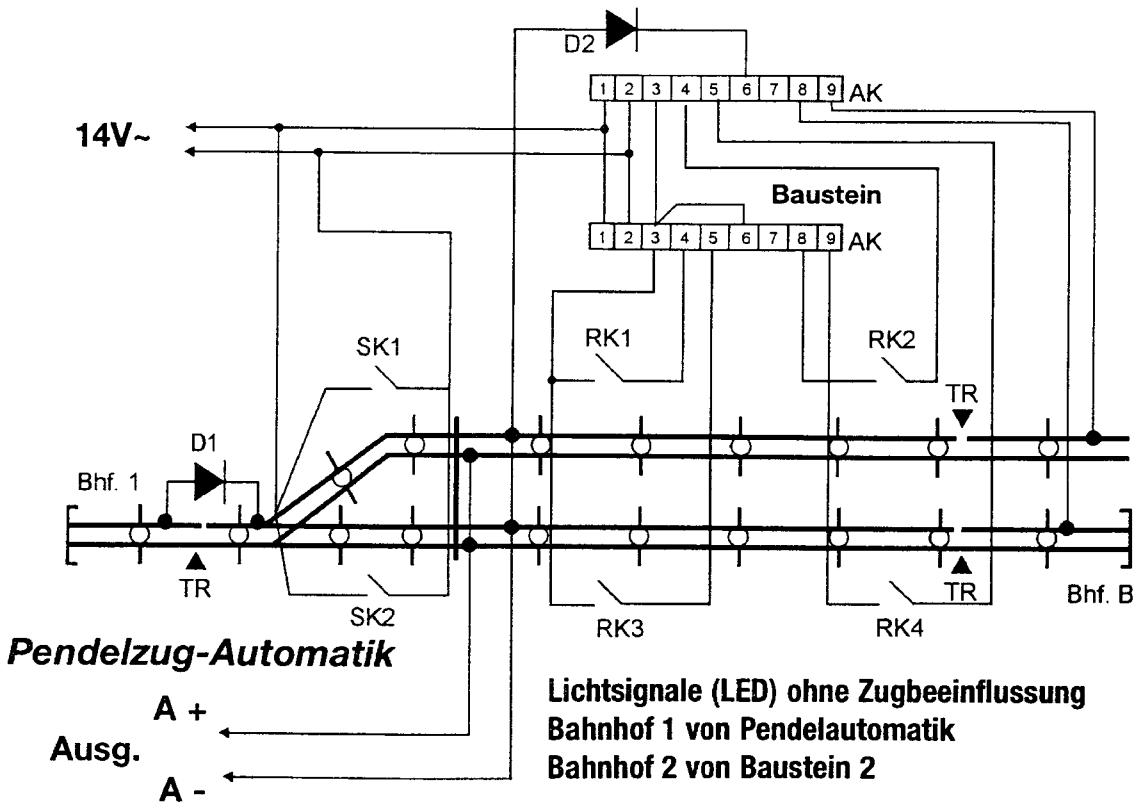 D2
1 2 3 4 5 6 7 8 9 AK
14V~
Baustein
1 2 3 4 5 6 7 8 9 AK
SK1
RK1
RK2
TR
D1
Bhf. 1
TR
TR
Bhf. B
SK2
RK3
RK4
Pendelzug-Automatik
A +
Ausg.
A -
Lichtsignale (LED) ohne Zugbeeinflussung
Bahnhof 1 von Pendelautomatik
Bahnhof 2 von Baustein 2